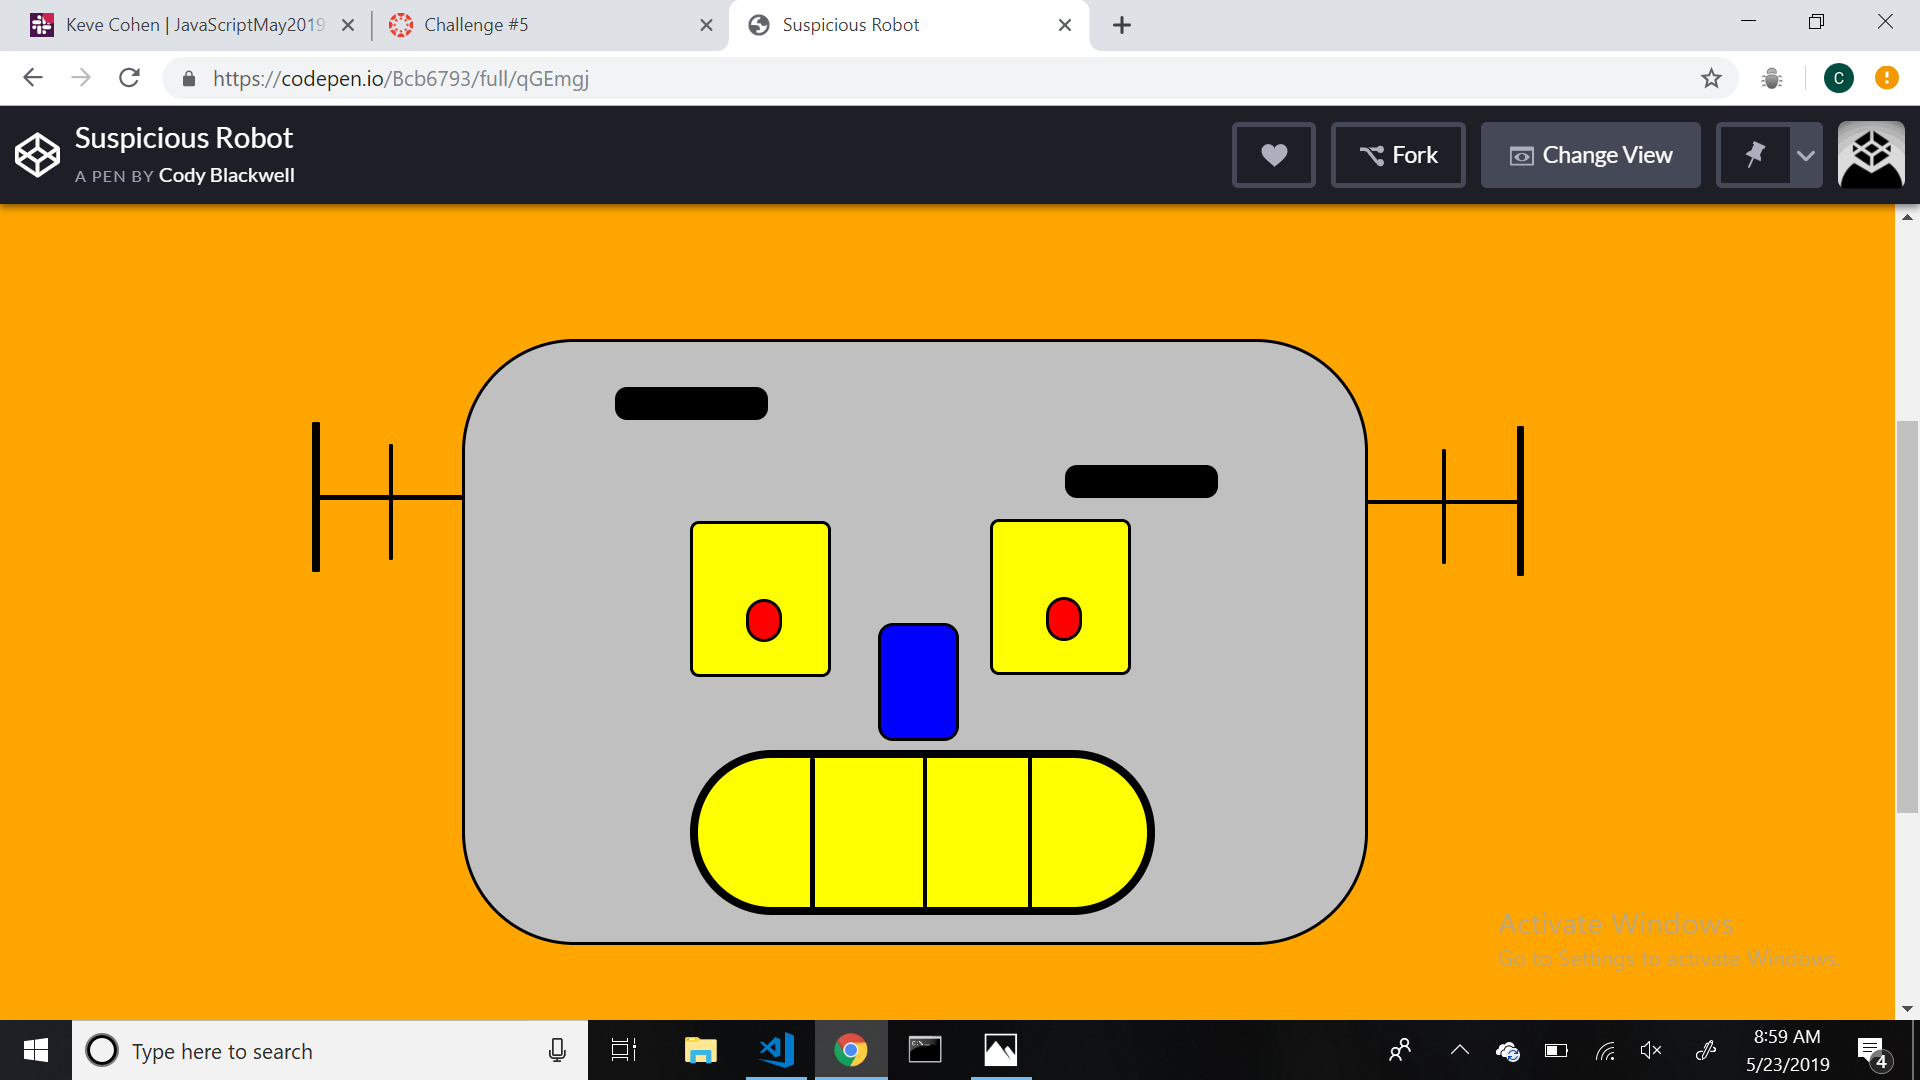 Keve Cohen | JavaScriptMay2019
Challenge #5
Suspicious Robot
https://codepen.io/Bcb6793/full/qGEmgj
C
Suspicious Robot
A PEN BY Cody Blackwell
Fork
Change View
Activate Windows
Go to Settings to activate Windows.
Type here to search
8:59 AM
5/23/2019
4